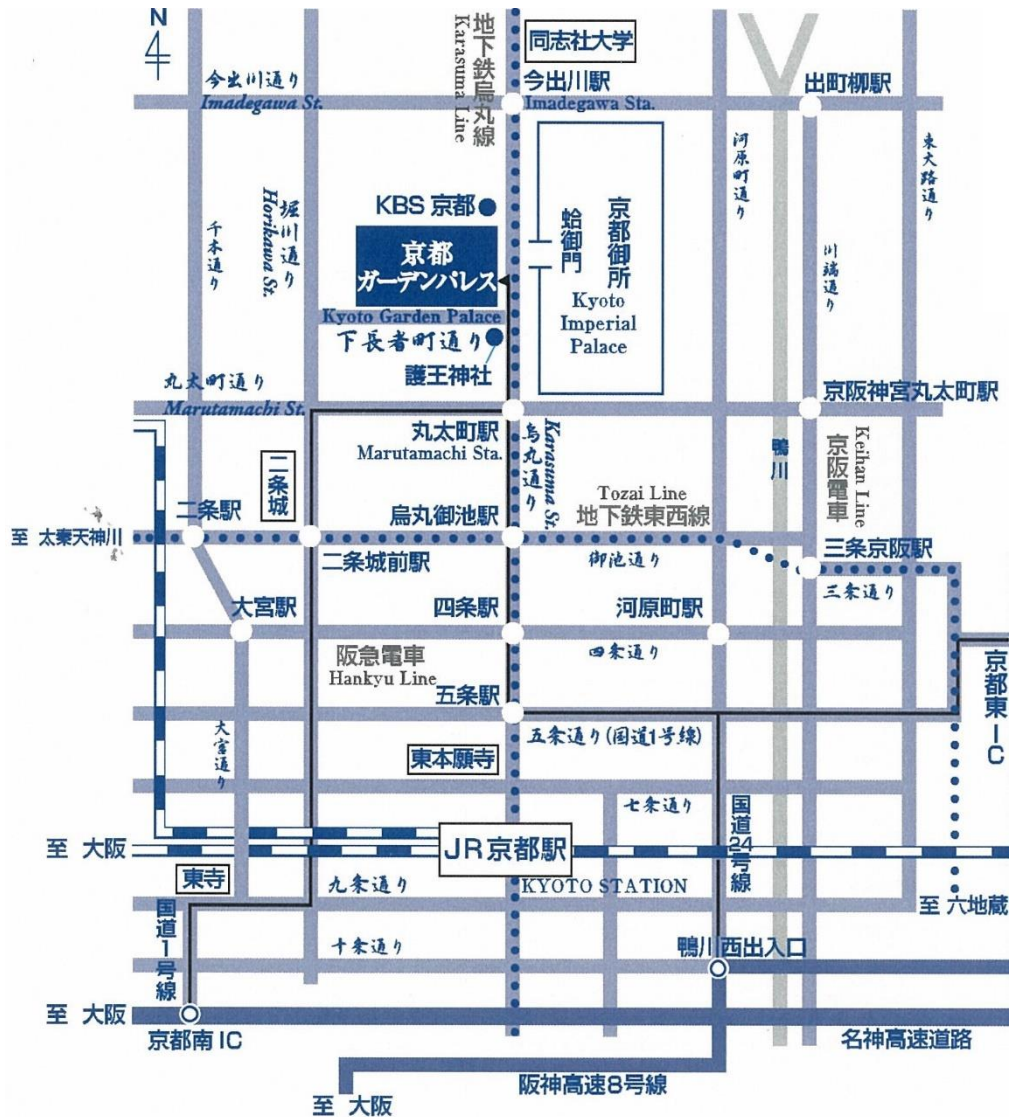 N
地下鉄烏丸線
Karasuma Line
同志社大学
今出川通り
Imadegawa St.
今出川駅
Imadegawa Sta.
出町柳駅
河原町通り
東大路通り
千本通り
堀川通り
Horikawa St.
KBS京都
京都
ガーデンパレス
Kyoto Garden Palace
蛤御門
京都御所
Kyoto
Imperial
Palace
川端通り
下長者町通り
護王神社
丸太町通り
Marutamachi St.
京阪神宮丸太町駅
丸太町駅
Marutamachi Sta.
烏丸通り
Karasuma St.
鴨川
京阪電車
Keihan Line
二条城
二条駅
烏丸御池駅
Tozai Line
地下鉄東西線
至 太秦天神川
二条城前駅
御池通り
三条京阪駅
三条通り
大宮駅
四条駅
河原町駅
四条通り
阪急電車
Hankyu Line
五条駅
京都東IC
大宮通り
東本願寺
五条通り(国道1号線)
七条通り
国道24号線
至 大阪
JR京都駅
KYOTO STATION
東寺
九条通り
至 六地蔵
国道1号線
十条通り
鴨川西出入口
至 大阪
京都南IC
名神高速道路
阪神高速8号線
至 大阪